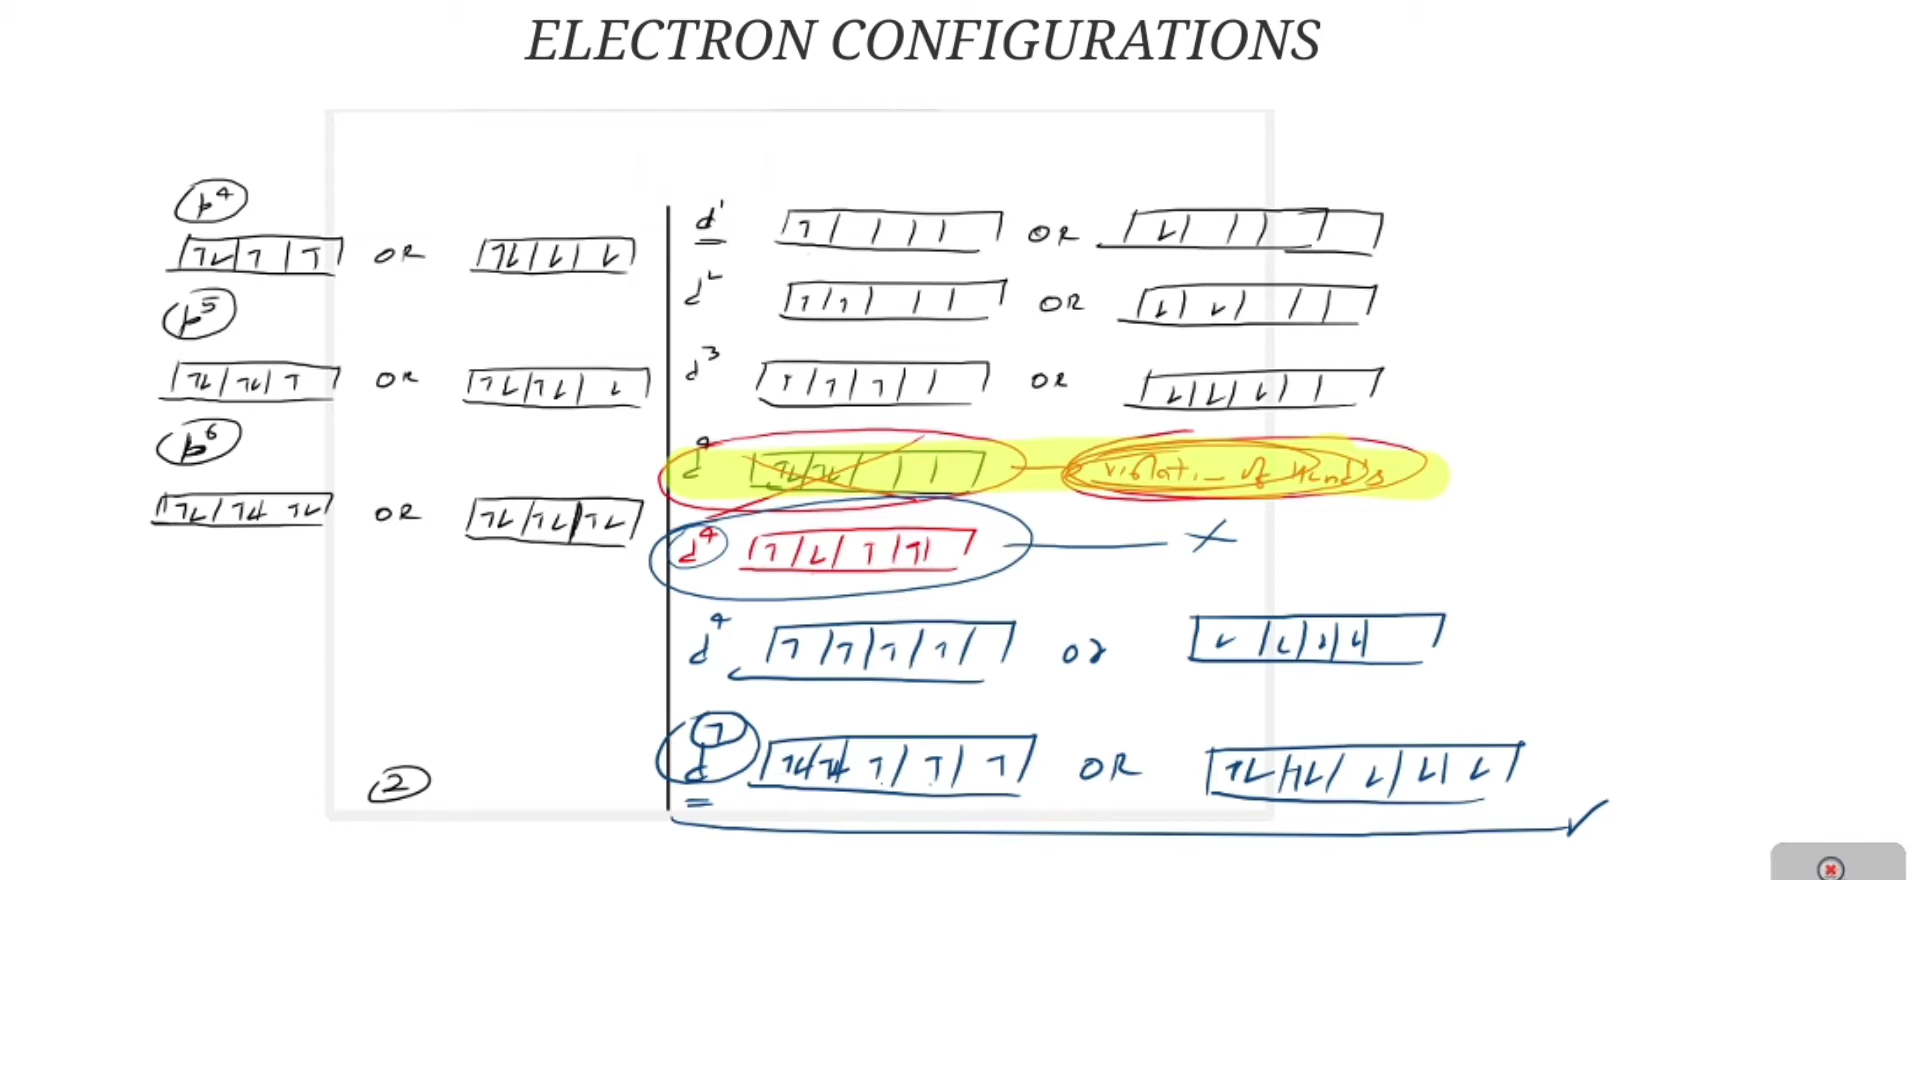 ELECTRON CONFIGURATIONS
p⁴
OR
p⁵
OR
p⁶
OR
2
d¹ OR
d² OR
d³ OR
d⁴ violation of Hund's
d⁴ ×
d⁴ or
d⁷ OR